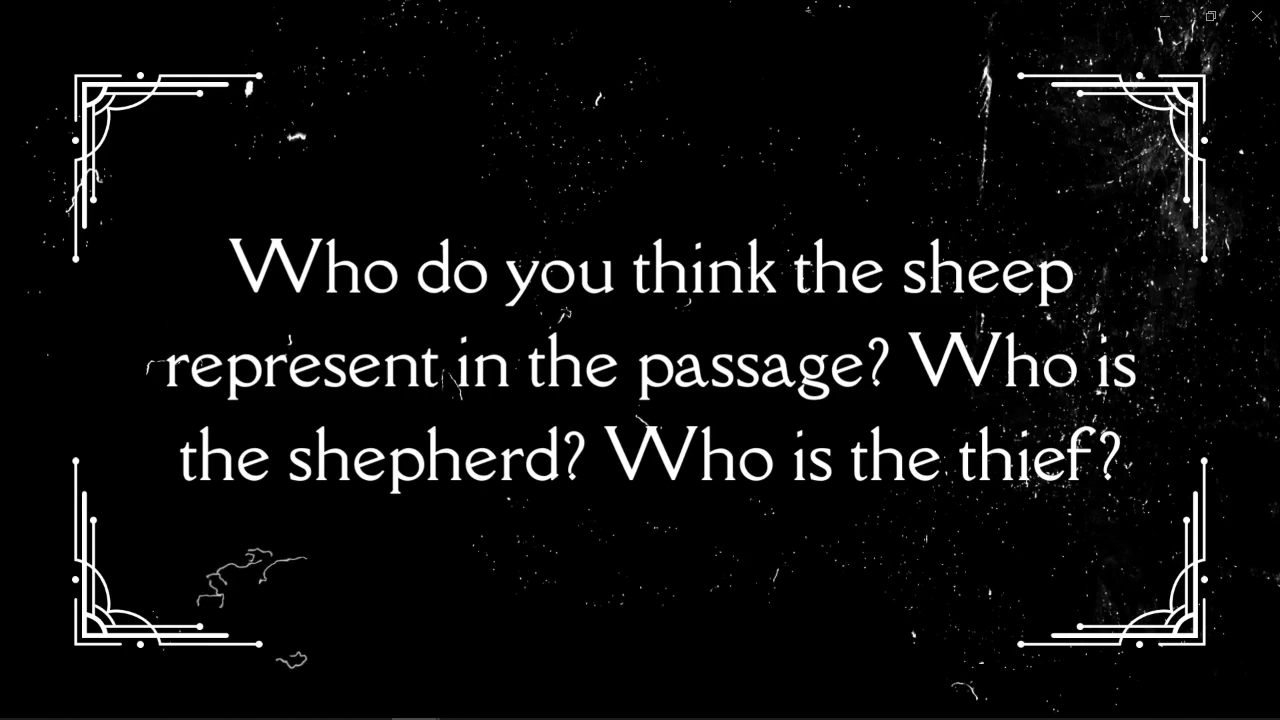 Who do you think the sheep
represent in the passage? Who is
the shepherd? Who is the thief?